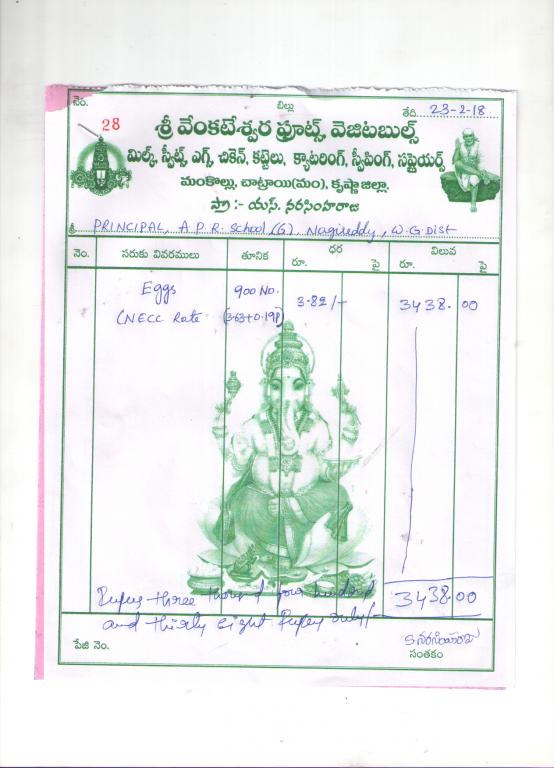 నెం. బిల్లు తేది. 23-2-18.
28
శ్రీ వేంకటేశ్వర ఫ్రూట్స్, వెజిటబుల్స్
మిల్క్, స్వీట్స్, ఎగ్స్, చికెన్, కట్టెలు, క్యాటరింగ్, స్వీపింగ్, సప్లైయర్స్
మంకొల్లు, చాట్రాయి(మం), కృష్ణా జిల్లా.
ప్రొ :- యస్. నరసింహరాజు
శ్రీ PRINCIPAL, A.P.R. School, (G), Nagireddy, W.G. Dist
నెం. సరుకు వివరములు తూనిక ధర విలువ
రూ. పై రూ. పై
Eggs 900 No. 3.82/- 3438.00
(NECC Rate (3.63+0.19P)
3438.00
Rupees three thousand four hundred
and thirty eight Rupees only/-
పేజి నెం. S నరసింహరాజు
సంతకం